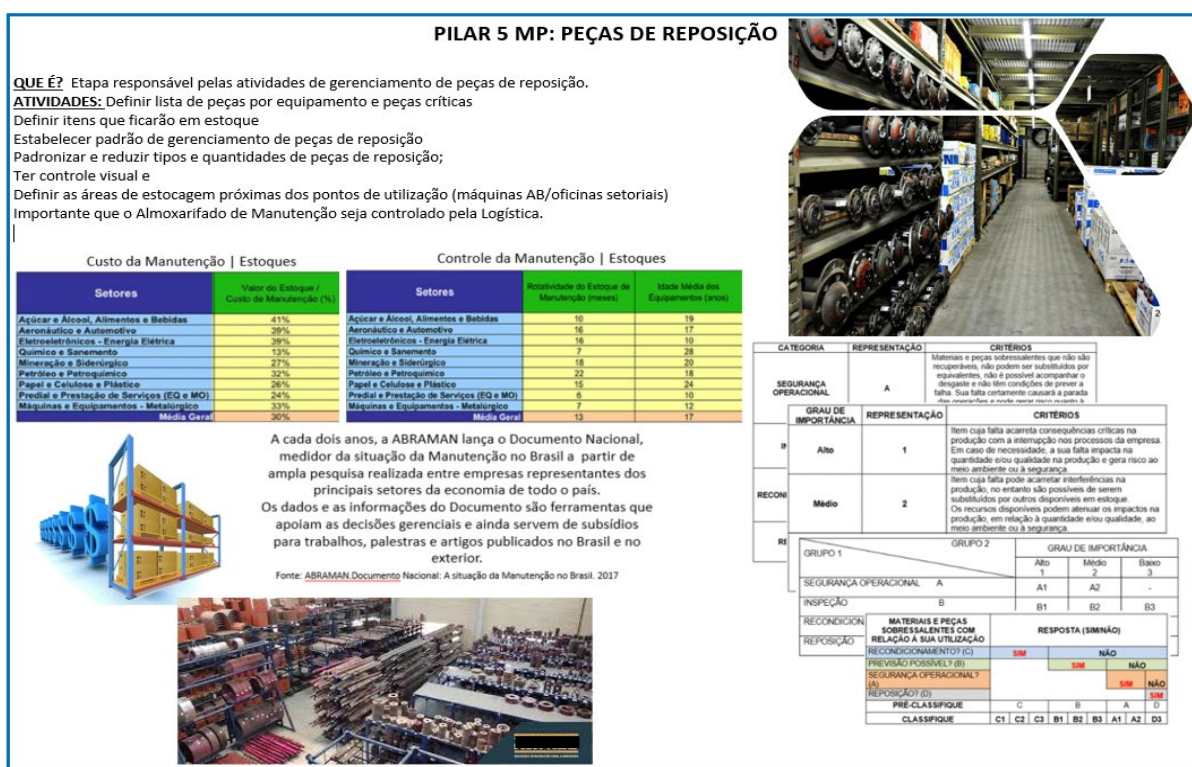 PILAR 5 MP: PEÇAS DE REPOSIÇÃO
QUE É? Etapa responsável pelas atividades de gerenciamento de peças de reposição.
ATIVIDADES: Definir lista de peças por equipamento e peças críticas
Definir itens que ficarão em estoque
Estabelecer padrão de gerenciamento de peças de reposição
Padronizar e reduzir tipos e quantidades de peças de reposição;
Ter controle visual e
Definir as áreas de estocagem próximas dos pontos de utilização (máquinas AB/oficinas setoriais)
Importante que o Almoxarifado de Manutenção seja controlado pela Logística.
Custo da Manutenção | Estoques
Setores Valor do Estoque / Custo de Manutenção (%)
Açúcar e Álcool, Alimentos e Bebidas 41%
Aeronáutico e Automotivo 39%
Eletroeletrônicos - Energia Elétrica 39%
Químico e Sanemento 13%
Mineração e Siderúrgico 27%
Petróleo e Petroquímico 32%
Papel e Celulose e Plástico 26%
Predial e Prestação de Serviços (EQ e MO) 24%
Máquinas e Equipamentos - Metalúrgico 33%
Média Geral 30%
Controle da Manutenção | Estoques
Setores Rotatividade do Estoque de Manutenção (meses) Idade Média dos Equipamentos (anos)
Açúcar e Álcool, Alimentos e Bebidas 10 19
Aeronáutico e Automotivo 16 17
Eletroeletrônicos - Energia Elétrica 16 10
Químico e Sanemento 7 28
Mineração e Siderúrgico 18 20
Petróleo e Petroquímico 22 18
Papel e Celulose e Plástico 15 24
Predial e Prestação de Serviços (EQ e MO) 6 10
Máquinas e Equipamentos - Metalúrgico 7 12
Média Geral 13 17
A cada dois anos, a ABRAMAN lança o Documento Nacional,
medidor da situação da Manutenção no Brasil a partir de
ampla pesquisa realizada entre empresas representantes dos
principais setores da economia de todo o país.
Os dados e as informações do Documento são ferramentas que
apoiam as decisões gerenciais e ainda servem de subsídios
para trabalhos, palestras e artigos publicados no Brasil e no
exterior.
Fonte: ABRAMAN.Documento Nacional: A situação da Manutenção no Brasil. 2017
CATEGORIA REPRESENTAÇÃO CRITÉRIOS
SEGURANÇA OPERACIONAL A
Materiais e peças sobressalentes que não são
recuperáveis, não podem ser substituídos por
equivalentes, não é possível acompanhar o
desgaste e não têm condições de prever a
falha. Sua falta certamente causará a parada
das operações e pode gerar risco quanto à
RECONI
GRAU DE IMPORTÂNCIA REPRESENTAÇÃO CRITÉRIOS
Alto 1
Item cuja falta acarreta consequências críticas na
produção com a interrupção nos processos da empresa.
Em caso de necessidade, a sua falta impacta na
quantidade e/ou qualidade na produção e gera risco ao
meio ambiente ou à segurança.
Médio 2
Item cuja falta pode acarretar interferências na
produção, no entanto são possíveis de serem
substituídos por outros disponíveis em estoque.
Os recursos disponíveis podem atenuar os impactos na
produção, em relação à quantidade e/ou qualidade, ao
meio ambiente ou à segurança.
GRUPO 1 GRUPO 2 GRAU DE IMPORTÂNCIA
Alto 1 Médio 2 Baixo 3
SEGURANÇA OPERACIONAL A A1 A2 -
INSPEÇÃO B B1 B2 B3
RECONDICION
REPOSIÇÃO
MATERIAIS E PEÇAS SOBRESSALENTES COM RELAÇÃO À SUA UTILIZAÇÃO RESPOSTA (SIM/NÃO)
RECONDICIONAMENTO? (C) SIM NÃO
PREVISÃO POSSÍVEL? (B) SIM NÃO
SEGURANÇA OPERACIONAL? (A) SIM NÃO
REPOSIÇÃO? (D) SIM
PRÉ-CLASSIFIQUE C B A D
CLASSIFIQUE C1 C2 C3 B1 B2 B3 A1 A2 D3